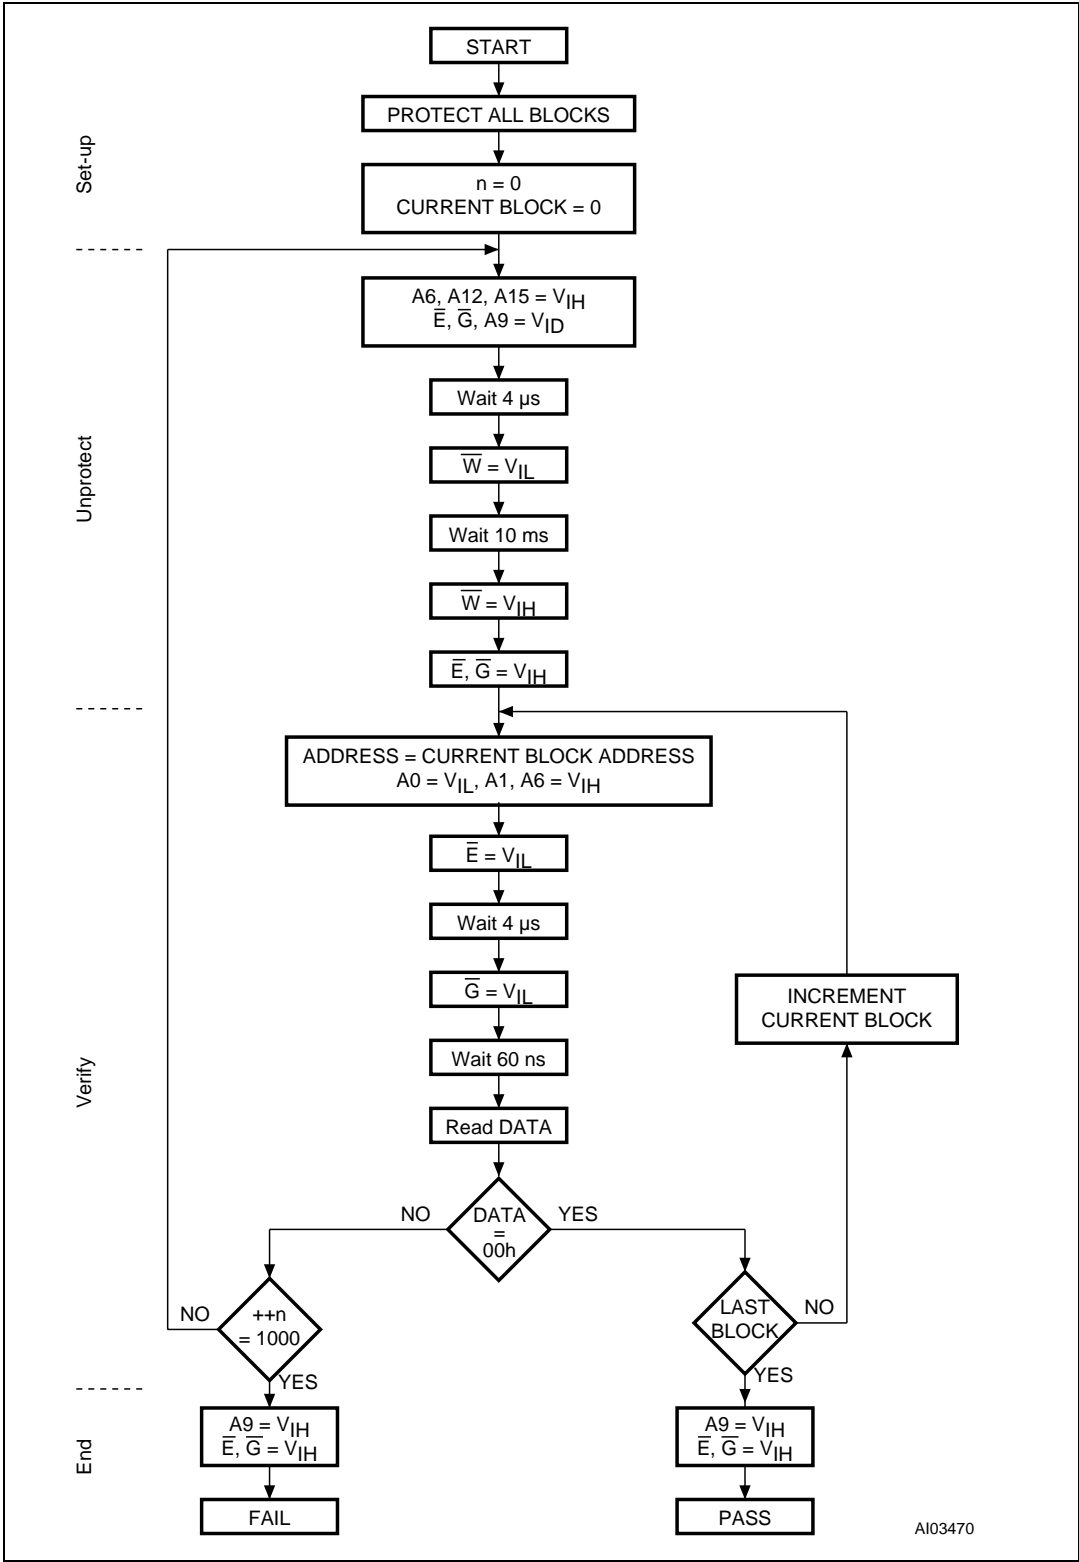 START
PROTECT ALL BLOCKS
Set-up
n = 0
CURRENT BLOCK = 0
A6, A12, A15 = VIH
E̅, G̅, A9 = VID
Wait 4 µs
Unprotect
W̅ = VIL
Wait 10 ms
W̅ = VIH
E̅, G̅ = VIH
ADDRESS = CURRENT BLOCK ADDRESS
A0 = VIL, A1, A6 = VIH
E̅ = VIL
Wait 4 µs
G̅ = VIL
INCREMENT
CURRENT BLOCK
Wait 60 ns
Verify
Read DATA
NO
DATA
=
00h
YES
NO
++n
= 1000
YES
LAST
BLOCK
NO
YES
End
A9 = VIH
E̅, G̅ = VIH
A9 = VIH
E̅, G̅ = VIH
FAIL
PASS
AI03470